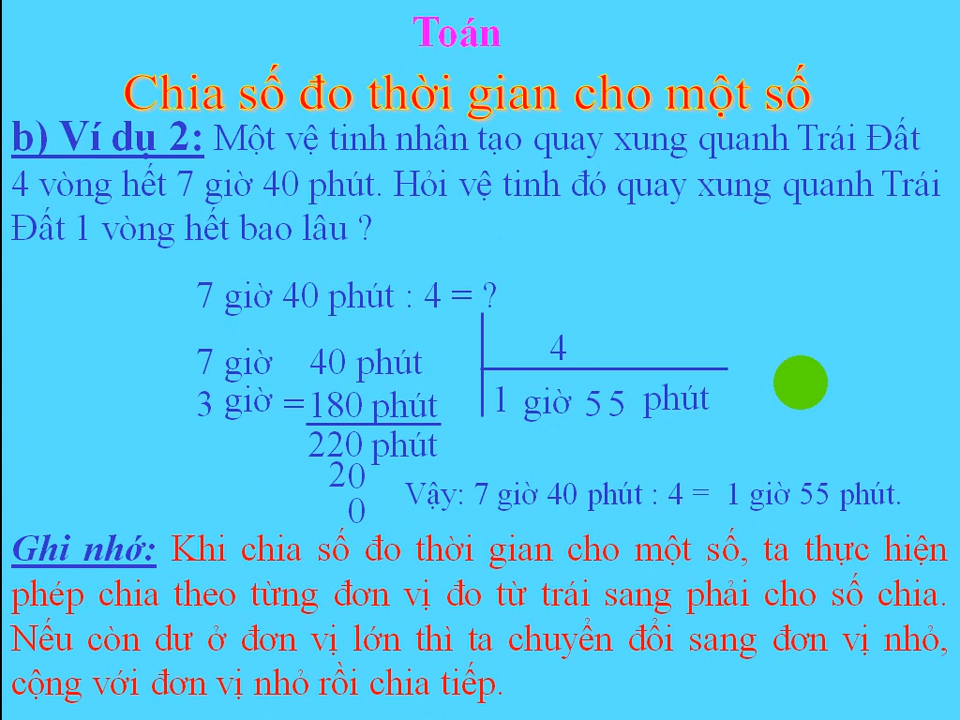 Toán
Chia số đo thời gian cho một số
b) Ví dụ 2: Một vệ tinh nhân tạo quay xung quanh Trái Đất
4 vòng hết 7 giờ 40 phút. Hỏi vệ tinh đó quay xung quanh Trái
Đất 1 vòng hết bao lâu ?
7 giờ 40 phút : 4 = ?
7 giờ 40 phút 4
3 giờ = 180 phút 1 giờ 55 phút
220 phút
20
0
Vậy: 7 giờ 40 phút : 4 = 1 giờ 55 phút.
Ghi nhớ: Khi chia số đo thời gian cho một số, ta thực hiện
phép chia theo từng đơn vị đo từ trái sang phải cho số chia.
Nếu còn dư ở đơn vị lớn thì ta chuyển đổi sang đơn vị nhỏ,
cộng với đơn vị nhỏ rồi chia tiếp.